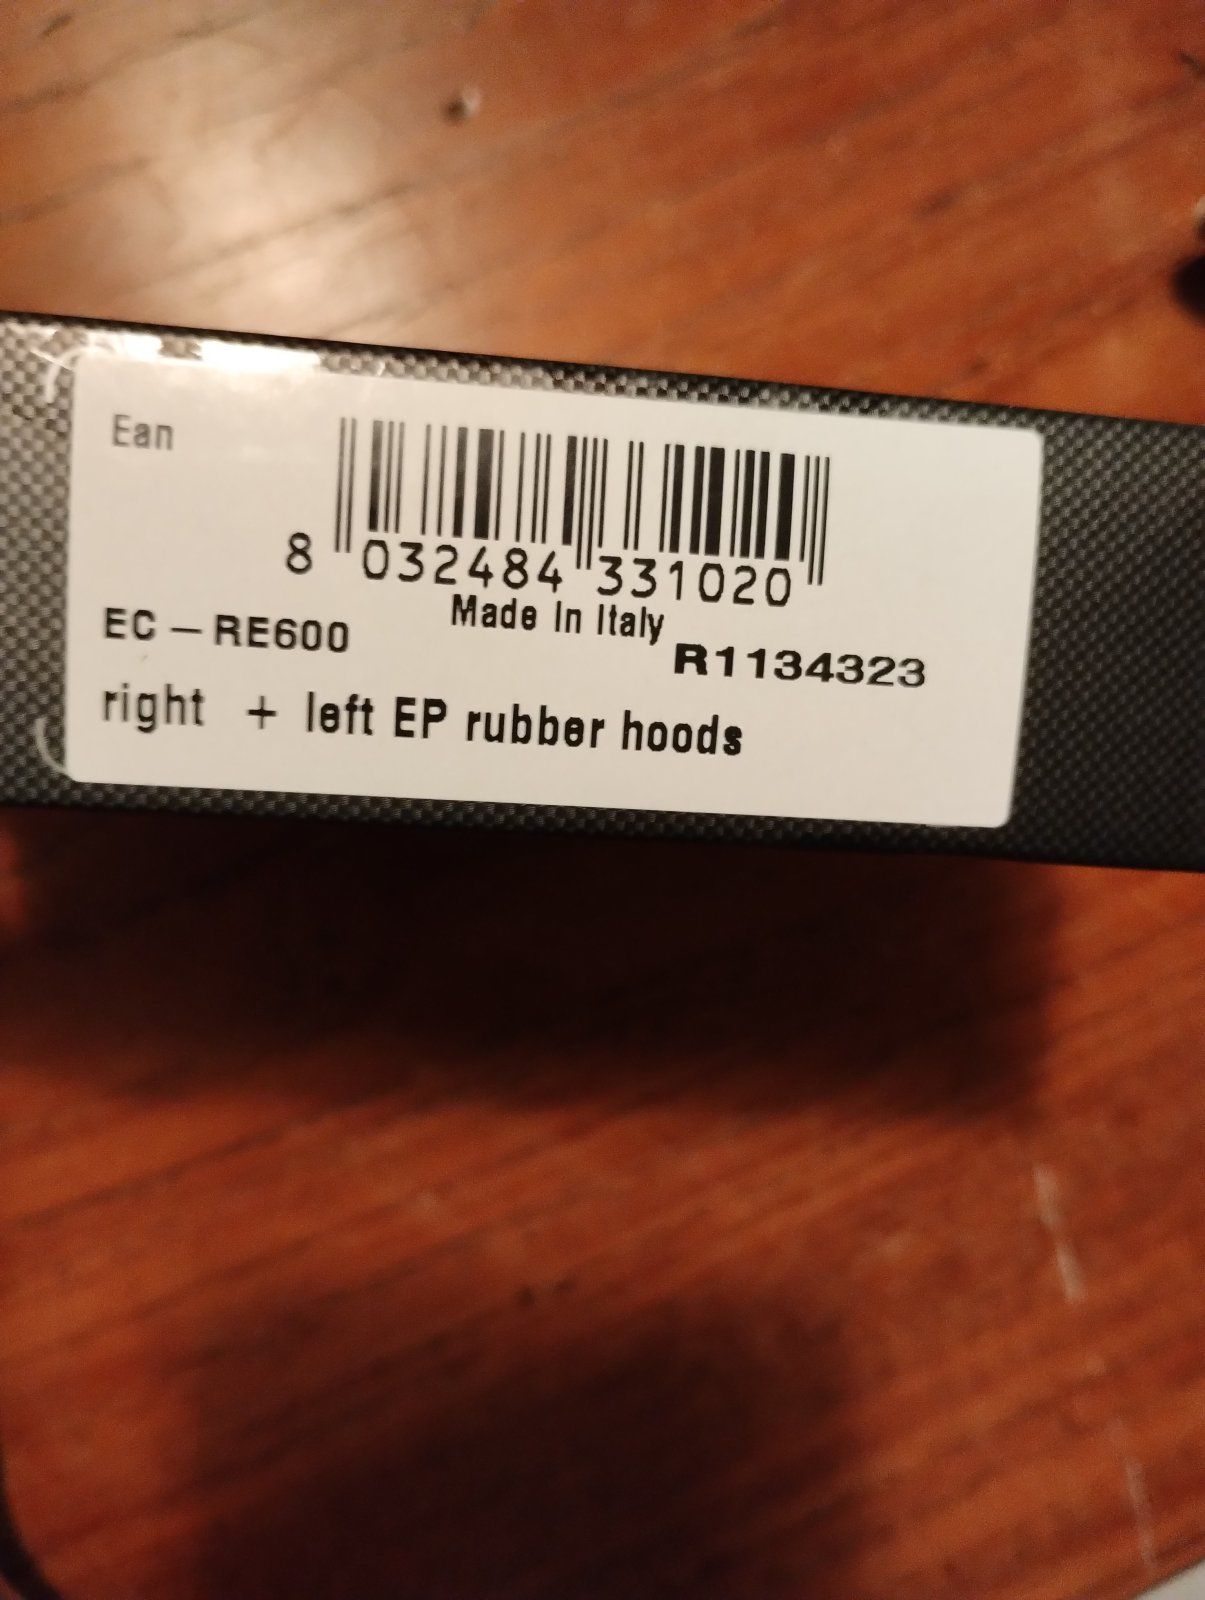 Ean
8 032484 331020
Made In Italy
EC - RE600
R1134323
right + left EP rubber hoods